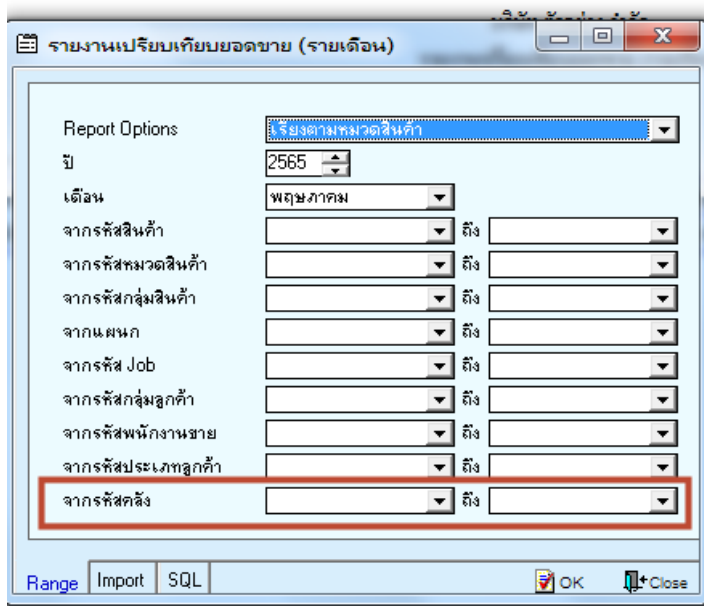 รายงานเปรียบเทียบยอดขาย (รายเดือน)
Report Options เรียงตามหมวดสินค้า
ปี 2565
เดือน พฤษภาคม
จากรหัสสินค้า ถึง
จากรหัสหมวดสินค้า ถึง
จากรหัสกลุ่มสินค้า ถึง
จากแผนก ถึง
จากรหัส Job ถึง
จากรหัสกลุ่มลูกค้า ถึง
จากรหัสพนักงานขาย ถึง
จากรหัสประเภทลูกค้า ถึง
จากรหัสคลัง ถึง
Range Import SQL OK Close